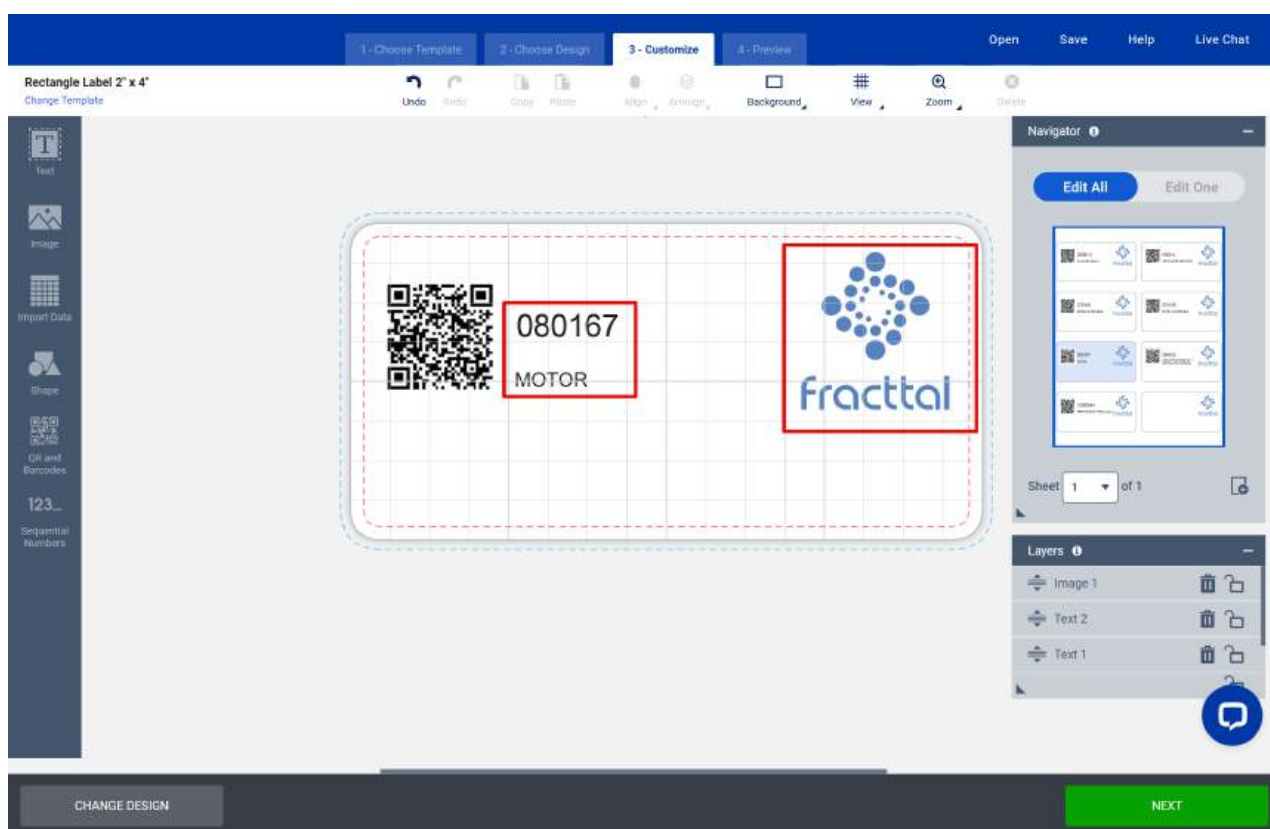 1 - Choose Template
2 - Choose Design
3 - Customize
4 - Preview
Open
Save
Help
Live Chat
Rectangle Label 2" x 4"
Change Template
Undo
Redo
Copy
Paste
Align
Arrange
Background
View
Zoom
Delete
Text
Image
Import Data
Shape
QR and
Barcodes
123...
Sequential
Numbers
080167
MOTOR
fracttal
Navigator
Edit All
Edit One
Sheet 1 of 1
Layers
Image 1
Text 2
Text 1
CHANGE DESIGN
NEXT